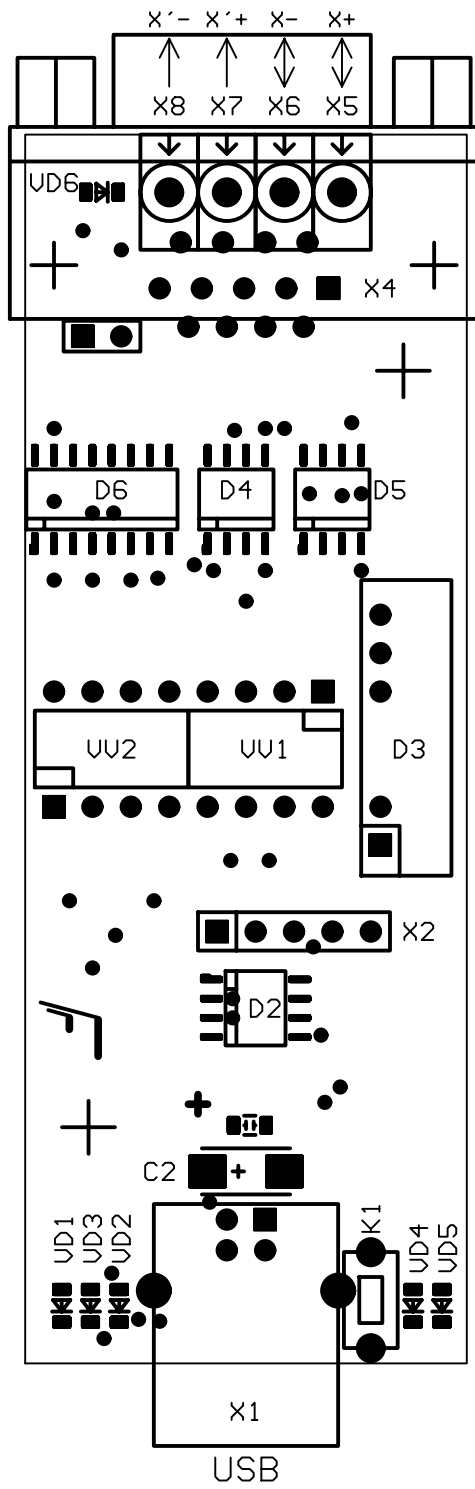 X´- X´+ X- X+
X8 X7 X6 X5
VD6
X4
D6 D4 D5
VV2 VV1 D3
X2
D2
+
C2 +
VD1 VD3 VD2 K1 VD4 VD5
X1
USB